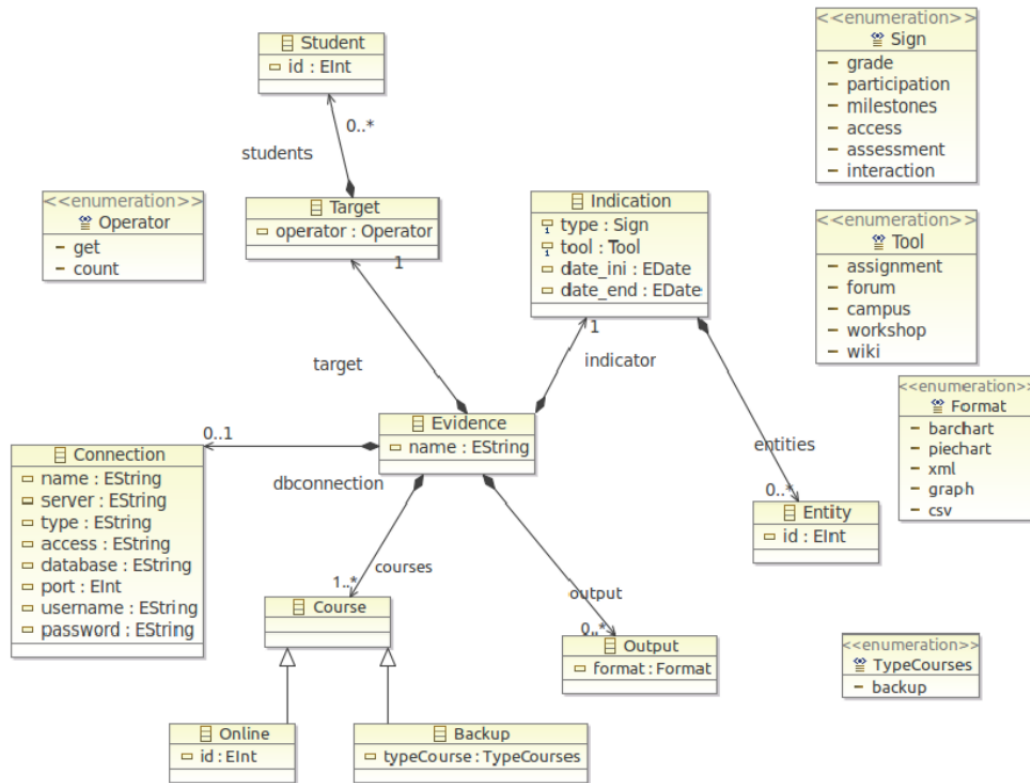 Student
id : EInt
0..*
students
Target
operator : Operator
1
<<enumeration>>
Operator
get
count
Indication
type : Sign
tool : Tool
date_ini : EDate
date_end : EDate
1
indicator
target
<<enumeration>>
Sign
grade
participation
milestones
access
assessment
interaction
<<enumeration>>
Tool
assignment
forum
campus
workshop
wiki
<<enumeration>>
Format
barchart
piechart
xml
graph
csv
Evidence
name : EString
0..1
dbconnection
Connection
name : EString
server : EString
type : EString
access : EString
database : EString
port : EInt
username : EString
password : EString
entities
0..*
Entity
id : EInt
courses
1..*
Course
output
0..*
Output
format : Format
<<enumeration>>
TypeCourses
backup
Online
id : EInt
Backup
typeCourse : TypeCourses